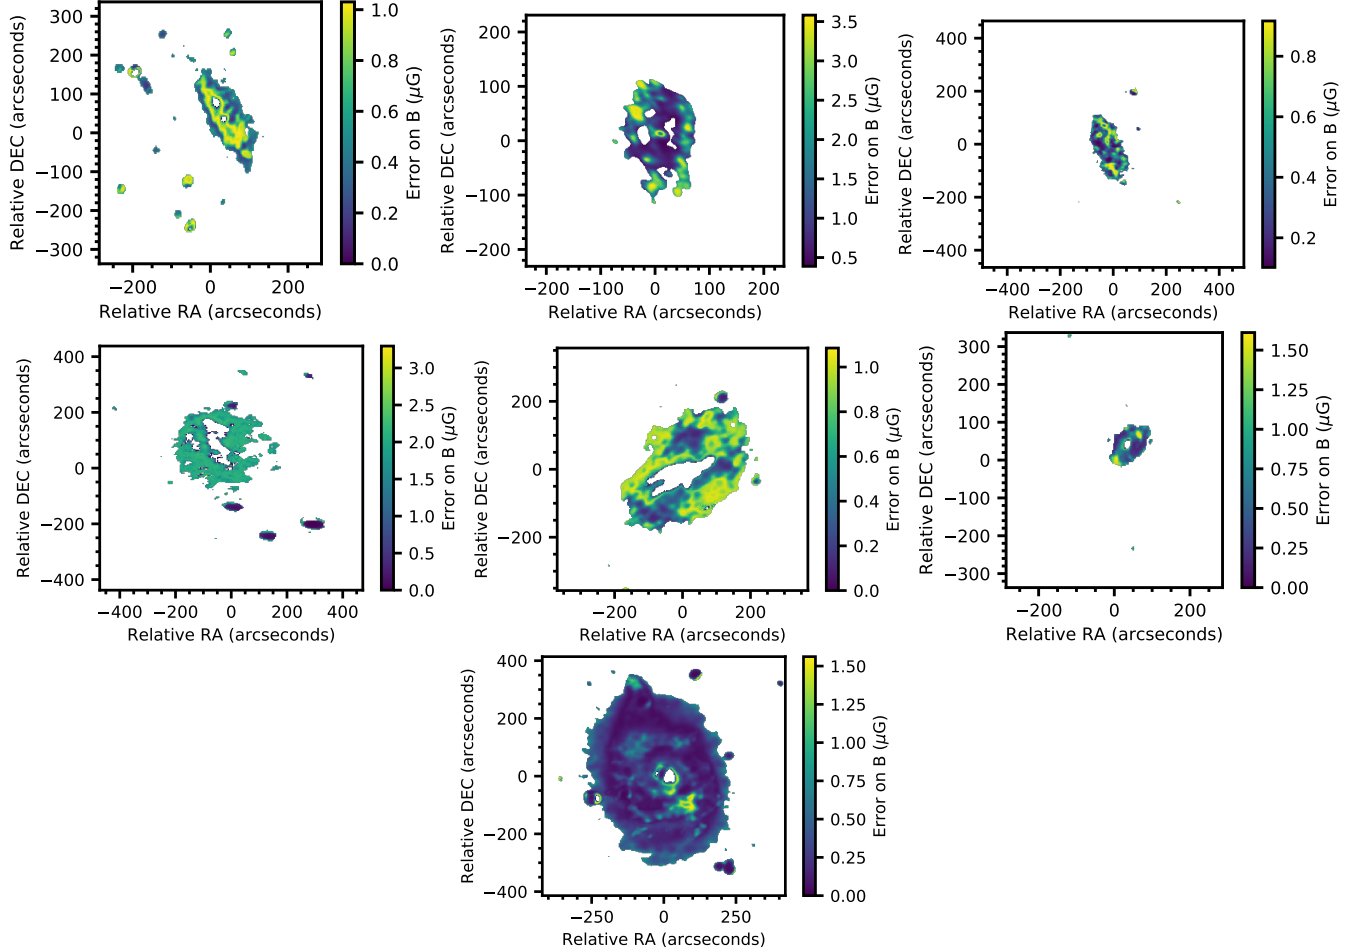 300
200
100
0
−100
−200
−300
−200 0 200
Relative RA (arcseconds)
Relative DEC (arcseconds)
1.0
0.8
0.6
0.4
0.2
0.0
Error on B (μG)
200
100
0
−100
−200
−200 −100 0 100 200
Relative RA (arcseconds)
Relative DEC (arcseconds)
3.5
3.0
2.5
2.0
1.5
1.0
0.5
Error on B (μG)
400
200
0
−200
−400
−400 −200 0 200 400
Relative RA (arcseconds)
Relative DEC (arcseconds)
0.8
0.6
0.4
0.2
Error on B (μG)
400
200
0
−200
−400
−400 −200 0 200 400
Relative RA (arcseconds)
Relative DEC (arcseconds)
3.0
2.5
2.0
1.5
1.0
0.5
0.0
Error on B (μG)
200
0
−200
−200 0 200
Relative RA (arcseconds)
Relative DEC (arcseconds)
1.0
0.8
0.6
0.4
0.2
0.0
Error on B (μG)
300
200
100
0
−100
−200
−300
−200 0 200
Relative RA (arcseconds)
Relative DEC (arcseconds)
1.50
1.25
1.00
0.75
0.50
0.25
0.00
Error on B (μG)
400
200
0
−200
−400
−250 0 250
Relative RA (arcseconds)
Relative DEC (arcseconds)
1.50
1.25
1.00
0.75
0.50
0.25
0.00
Error on B (μG)